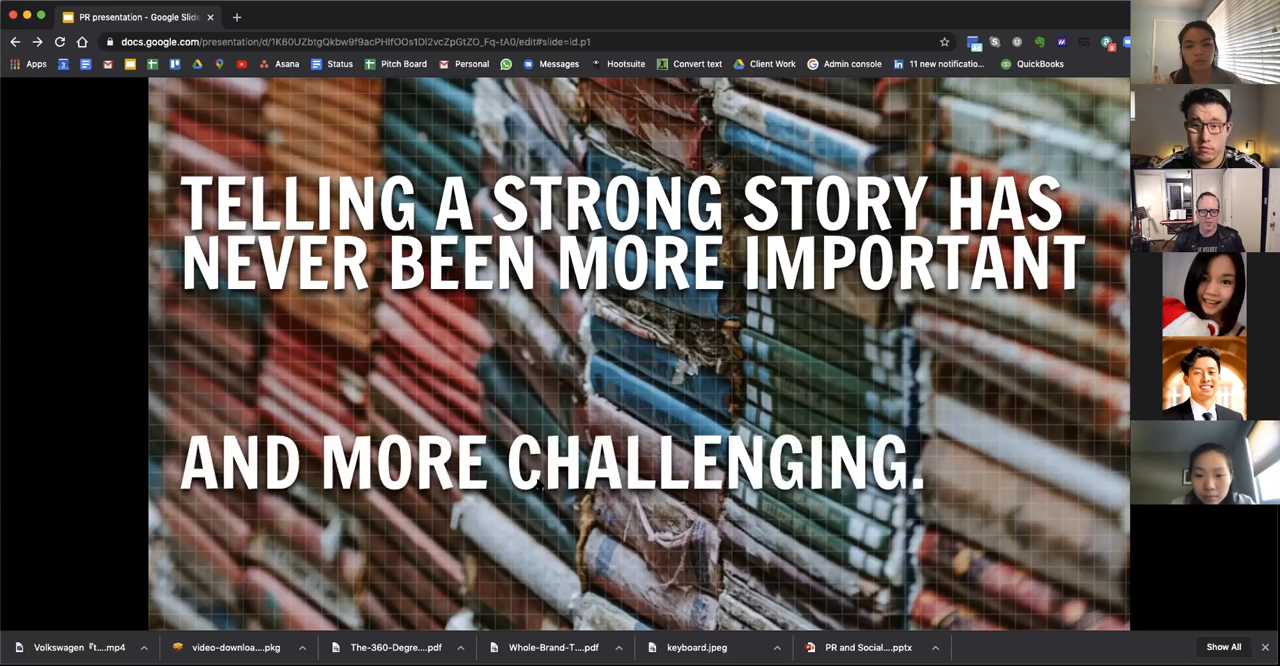 PR presentation - Google Slide
docs.google.com/presentation/d/1K60UZbtgQkbw9f9acPHIfOOs1DI2vcZpGtZO_Fq-tA0/edit#slide=id.p1
Apps Asana Status Pitch Board Personal Messages Hootsuite Convert text Client Work Admin console 11 new notificatio... QuickBooks
TELLING A STRONG STORY HAS
NEVER BEEN MORE IMPORTANT
AND MORE CHALLENGING.
Volkswagen『t....mp4 video-downloa....pkg The-360-Degre....pdf Whole-Brand-T....pdf keyboard.jpeg PR and Social....pptx Show All